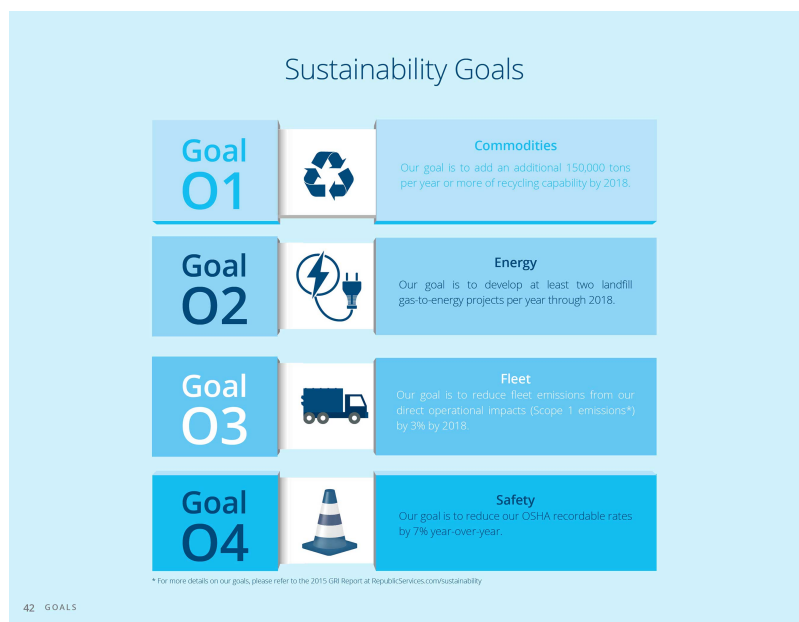 Sustainability Goals
Goal
01
Commodities
Our goal is to add an additional 150,000 tons
per year or more of recycling capability by 2018.
Goal
02
Energy
Our goal is to develop at least two landfill
gas-to-energy projects per year through 2018.
Goal
03
Fleet
Our goal is to reduce fleet emissions from our
direct operational impacts (Scope 1 emissions*)
by 3% by 2018.
Goal
04
Safety
Our goal is to reduce our OSHA recordable rates
by 7% year-over-year.
* For more details on our goals, please refer to the 2015 GRI Report at RepublicServices.com/sustainability
42 GOALS